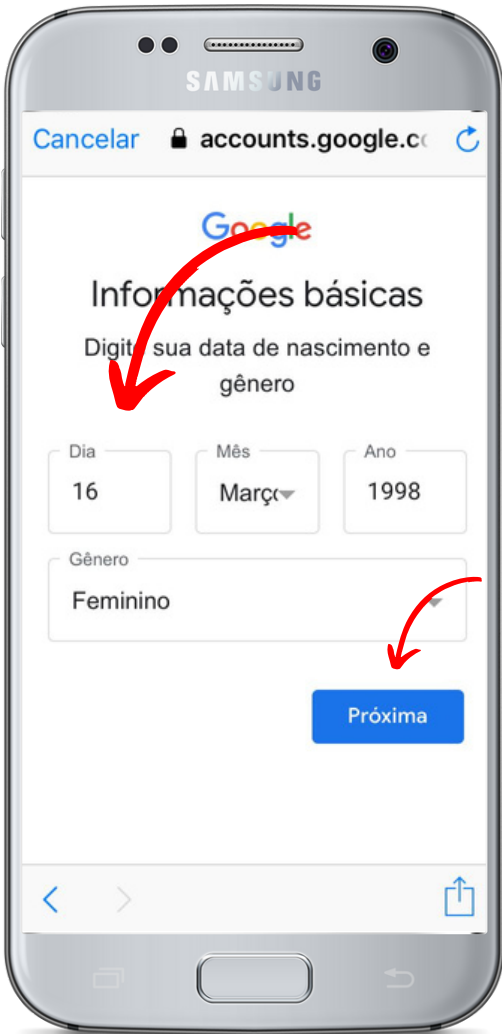 SAMSUNG
Cancelar accounts.google.co
Google
Informações básicas
Digite sua data de nascimento e
gênero
Dia Mês Ano
16 Març 1998
Gênero
Feminino
Próxima